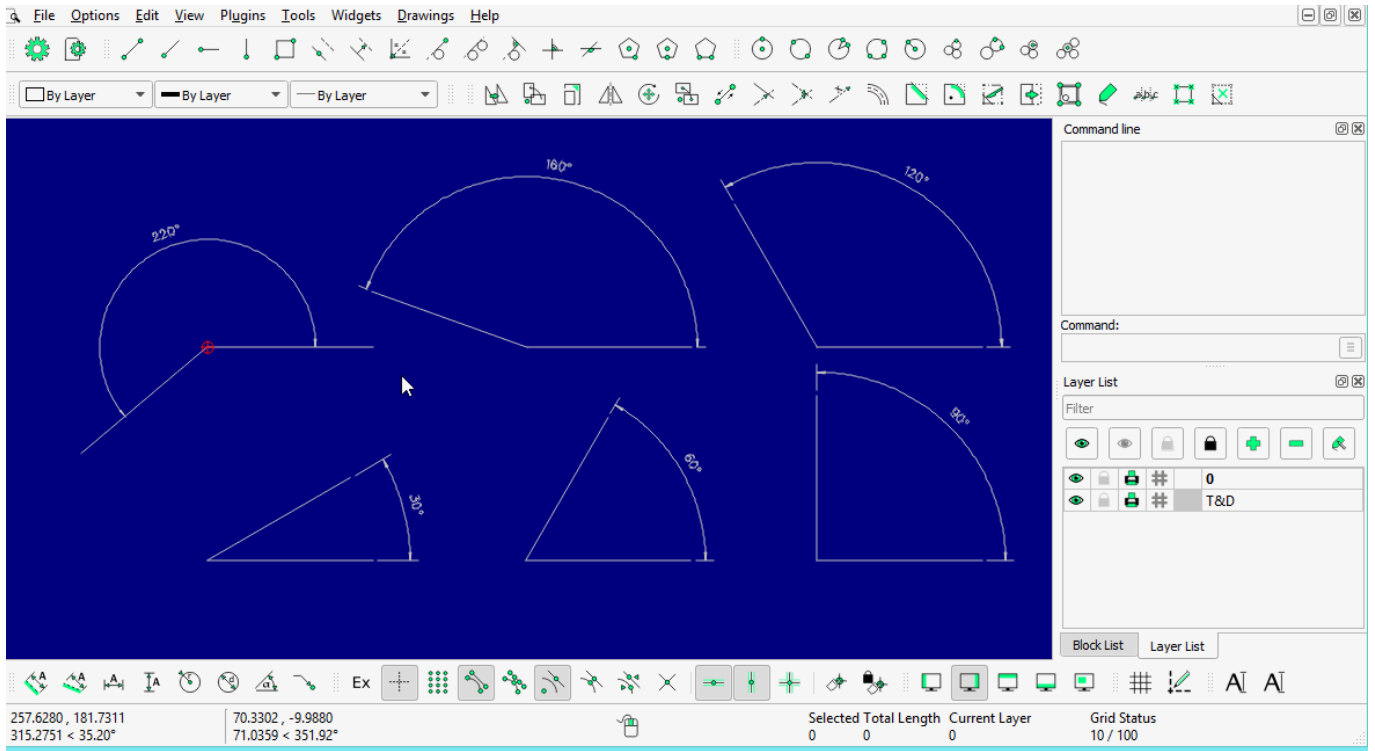 File Options Edit View Plugins Tools Widgets Drawings Help
By Layer By Layer By Layer
Command line
160°
120°
220°
Command:
Layer List
Filter
90°
60°
30°
0
T&D
Block List Layer List
Ex
257.6280 , 181.7311 70.3302 , -9.9880 Selected Total Length Current Layer Grid Status
315.2751 < 35.20° 71.0359 < 351.92° 0 0 0 10 / 100